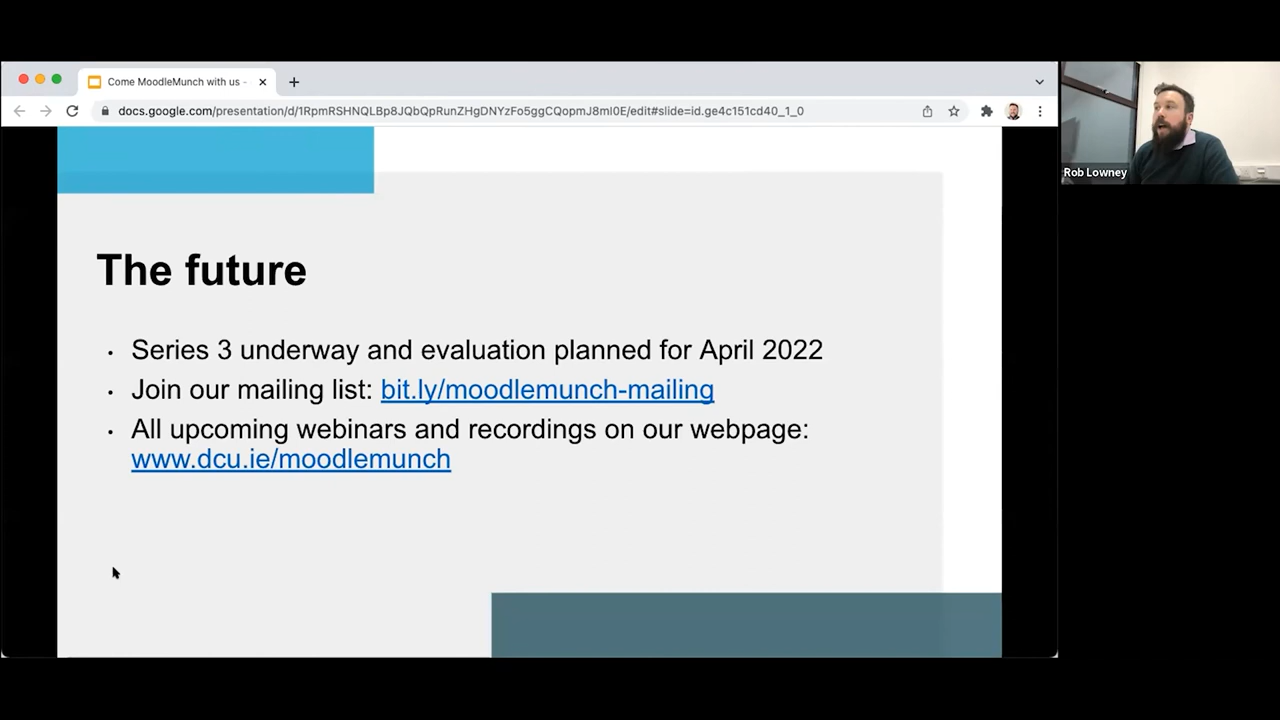 Come MoodleMunch with us -
docs.google.com/presentation/d/1RpmRSHNQLBp8JQbQpRunZHgDNYzFo5ggCQopmJ8mI0E/edit#slide=id.ge4c151cd40_1_0
Rob Lowney
The future
• Series 3 underway and evaluation planned for April 2022
• Join our mailing list: bit.ly/moodlemunch-mailing
• All upcoming webinars and recordings on our webpage:
www.dcu.ie/moodlemunch